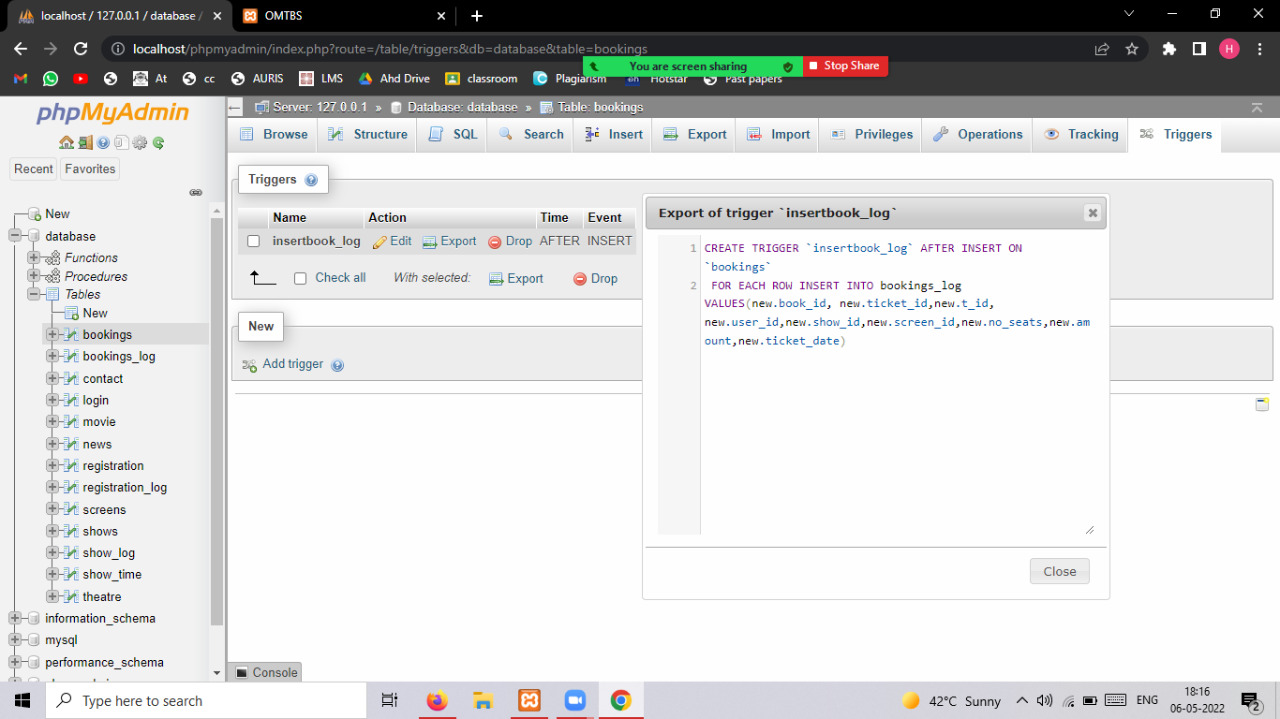 localhost / 127.0.0.1 / database /
OMTBS
localhost/phpmyadmin/index.php?route=/table/triggers&db=database&table=bookings
H
You are screen sharing
Stop Share
At
cc
AURIS
LMS
Ahd Drive
classroom
Plagiarism
Hotstar
Past papers
phpMyAdmin
Recent
Favorites
New
database
Functions
Procedures
Tables
New
bookings
bookings_log
contact
login
movie
news
registration
registration_log
screens
shows
show_log
show_time
theatre
information_schema
mysql
performance_schema
Server: 127.0.0.1 » Database: database » Table: bookings
Browse Structure SQL Search Insert Export Import Privileges Operations Tracking Triggers
Triggers
Name Action Time Event
insertbook_log Edit Export Drop AFTER INSERT
Check all With selected: Export Drop
New
Add trigger
Export of trigger `insertbook_log`
1 CREATE TRIGGER `insertbook_log` AFTER INSERT ON
`bookings`
2 FOR EACH ROW INSERT INTO bookings_log
VALUES(new.book_id, new.ticket_id,new.t_id,
new.user_id,new.show_id,new.screen_id,new.no_seats,new.am
ount,new.ticket_date)
Close
Console
Type here to search
42°C Sunny
ENG
18:16
06-05-2022
2